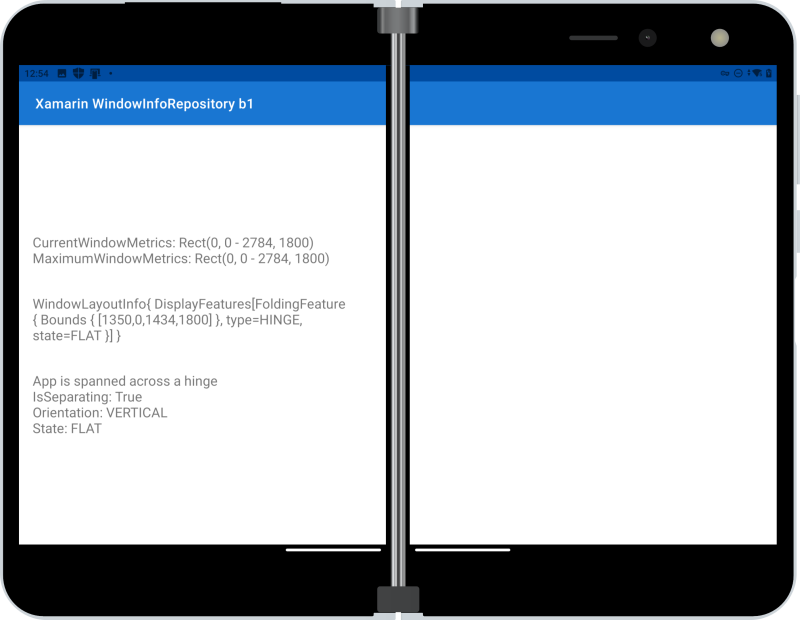 12:54
Xamarin WindowInfoRepository b1
CurrentWindowMetrics: Rect(0, 0 - 2784, 1800)
MaximumWindowMetrics: Rect(0, 0 - 2784, 1800)
WindowLayoutInfo{ DisplayFeatures[FoldingFeature
{ Bounds { [1350,0,1434,1800] }, type=HINGE,
state=FLAT }] }
App is spanned across a hinge
IsSeparating: True
Orientation: VERTICAL
State: FLAT